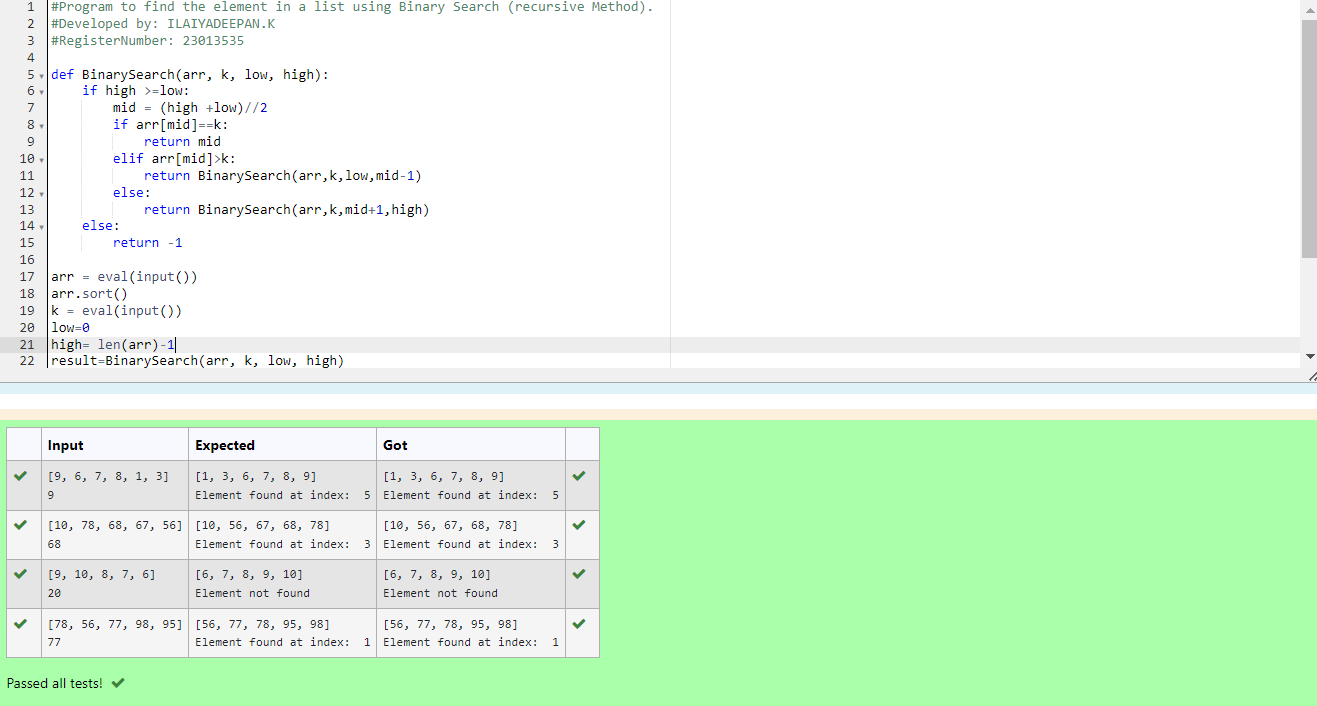 1 #Program to find the element in a list using Binary Search (recursive Method).
2 #Developed by: ILAIYADEEPAN.K
3 #RegisterNumber: 23013535
4
5 def BinarySearch(arr, k, low, high):
6     if high >=low:
7         mid = (high +low)//2
8         if arr[mid]==k:
9             return mid
10         elif arr[mid]>k:
11             return BinarySearch(arr,k,low,mid-1)
12         else:
13             return BinarySearch(arr,k,mid+1,high)
14     else:
15         return -1
16
17 arr = eval(input())
18 arr.sort()
19 k = eval(input())
20 low=0
21 high= len(arr)-1
22 result=BinarySearch(arr, k, low, high)
Input Expected Got
[9, 6, 7, 8, 1, 3] [1, 3, 6, 7, 8, 9] [1, 3, 6, 7, 8, 9]
9 Element found at index:  5 Element found at index:  5
[10, 78, 68, 67, 56] [10, 56, 67, 68, 78] [10, 56, 67, 68, 78]
68 Element found at index:  3 Element found at index:  3
[9, 10, 8, 7, 6] [6, 7, 8, 9, 10] [6, 7, 8, 9, 10]
20 Element not found Element not found
[78, 56, 77, 98, 95] [56, 77, 78, 95, 98] [56, 77, 78, 95, 98]
77 Element found at index:  1 Element found at index:  1
Passed all tests!